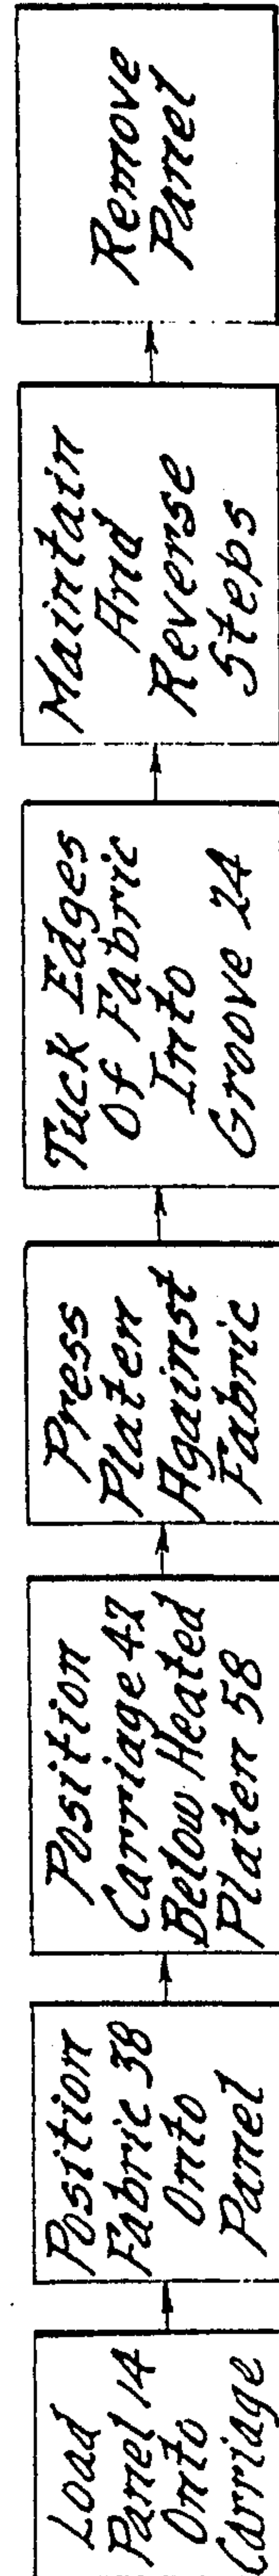 Load
Panel 14
Onto
Carriage
Position
Fabric 38
Onto
Panel
Position
Carriage 47
Below Heated
Platen 58
Press
Platen
Against
Fabric
Tuck Edges
Of Fabric
Into
Groove 24
Maintain
And
Reverse
Steps
Remove
Panel